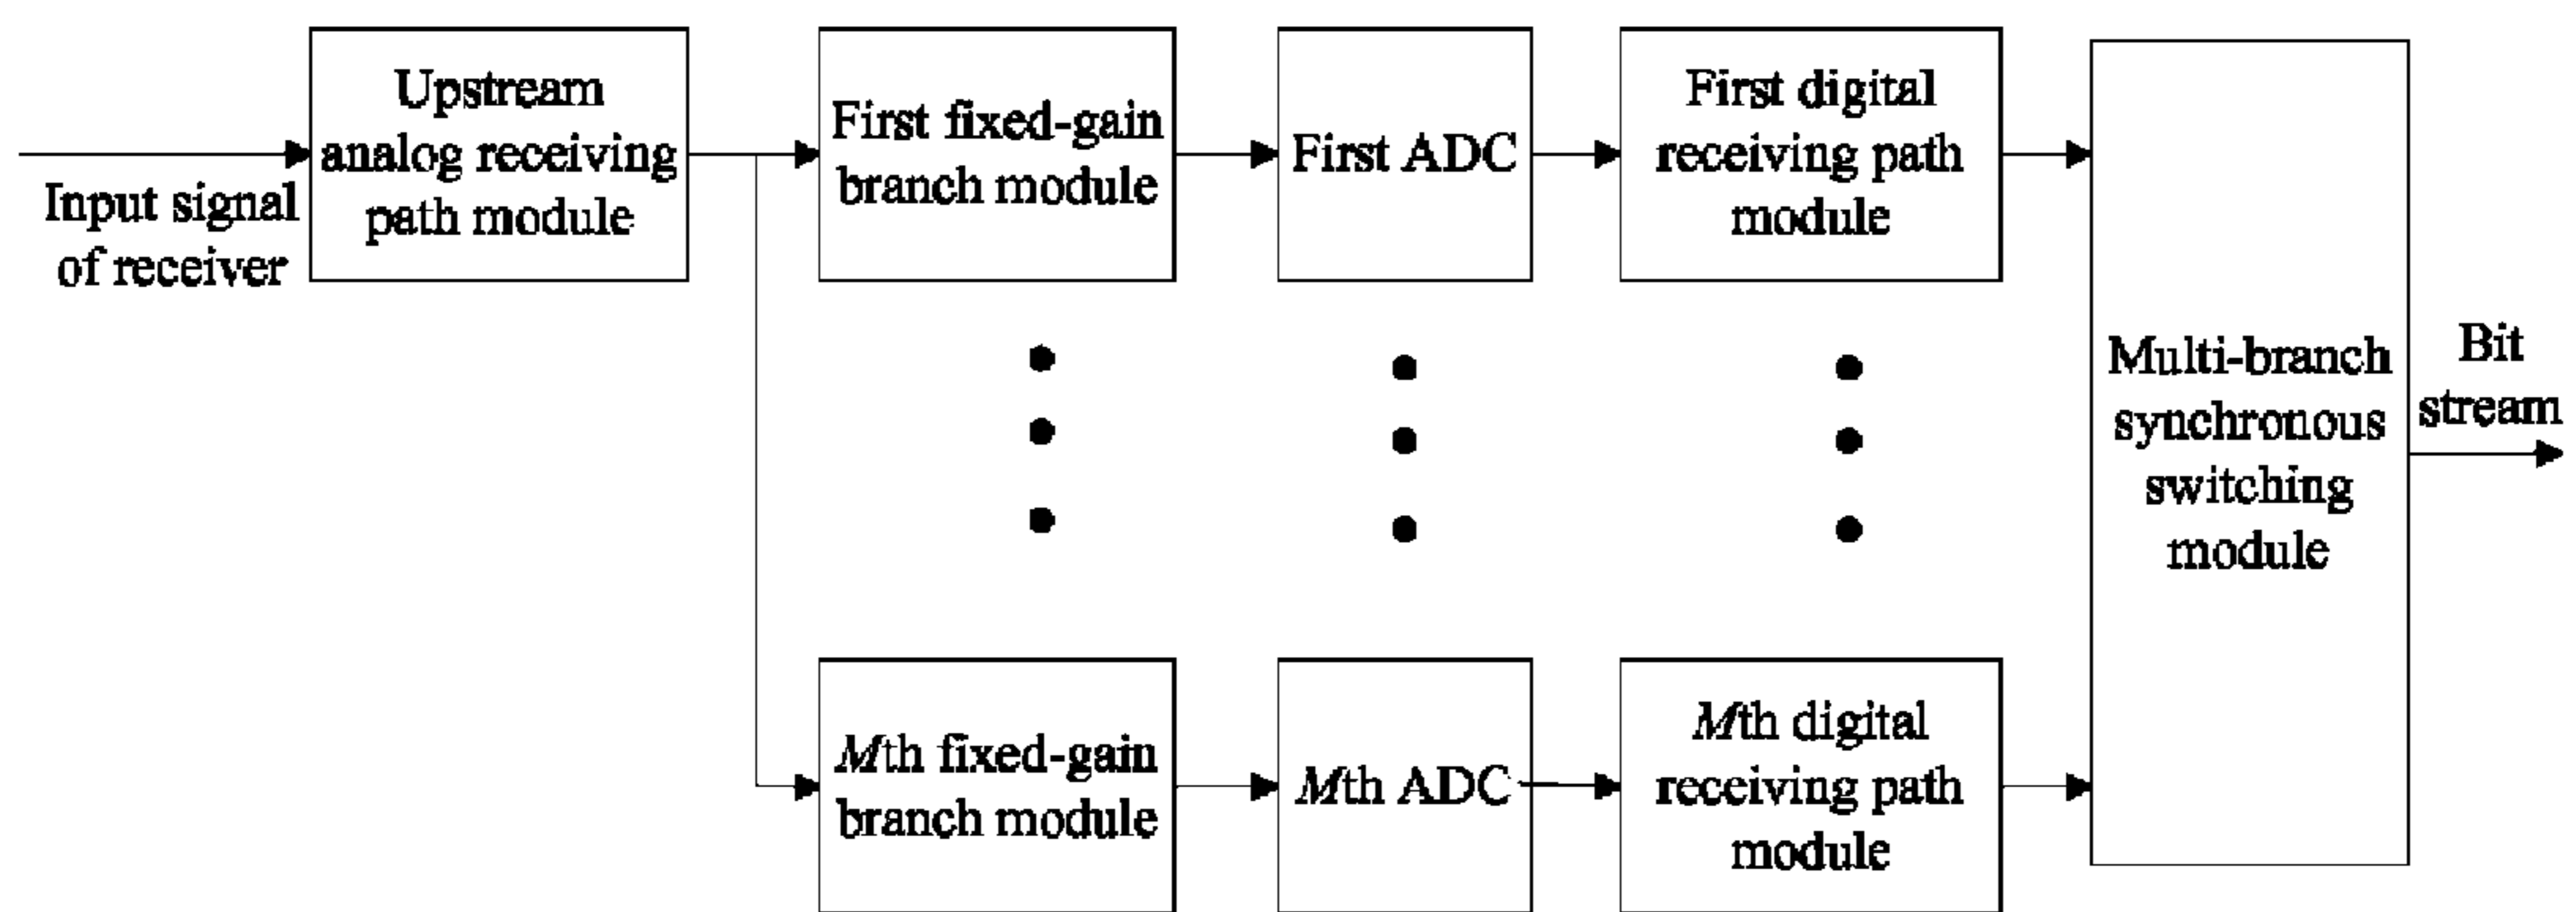 Input signal
of receiver
Upstream
analog receiving
path module
First fixed-gain
branch module
First ADC
First digital
receiving path
module
Multi-branch
synchronous
switching
module
Bit
stream
Mth fixed-gain
branch module
Mth ADC
Mth digital
receiving path
module